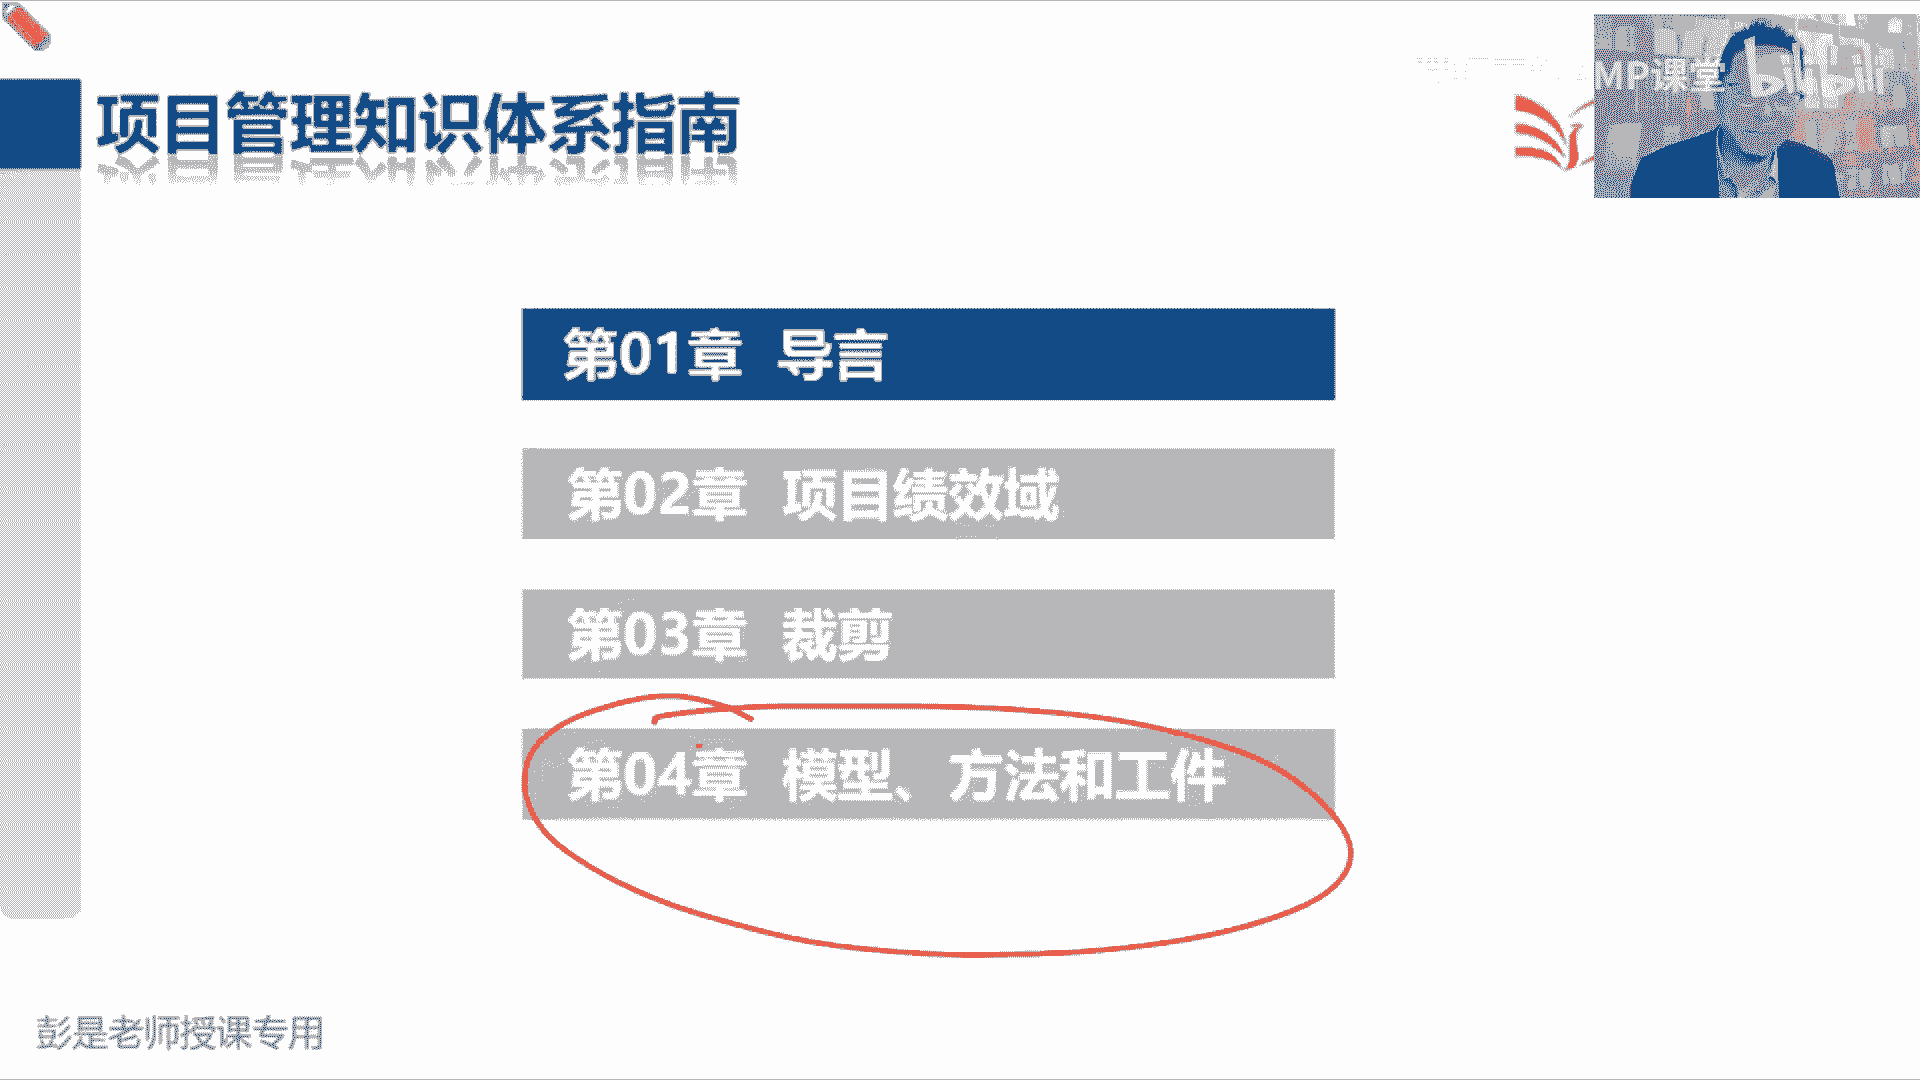 MP课堂 bilibili
项目管理知识体系指南
第01章 导言
第02章 项目绩效域
第03章 裁剪
第04章 模型、方法和工件
彭是老师授课专用